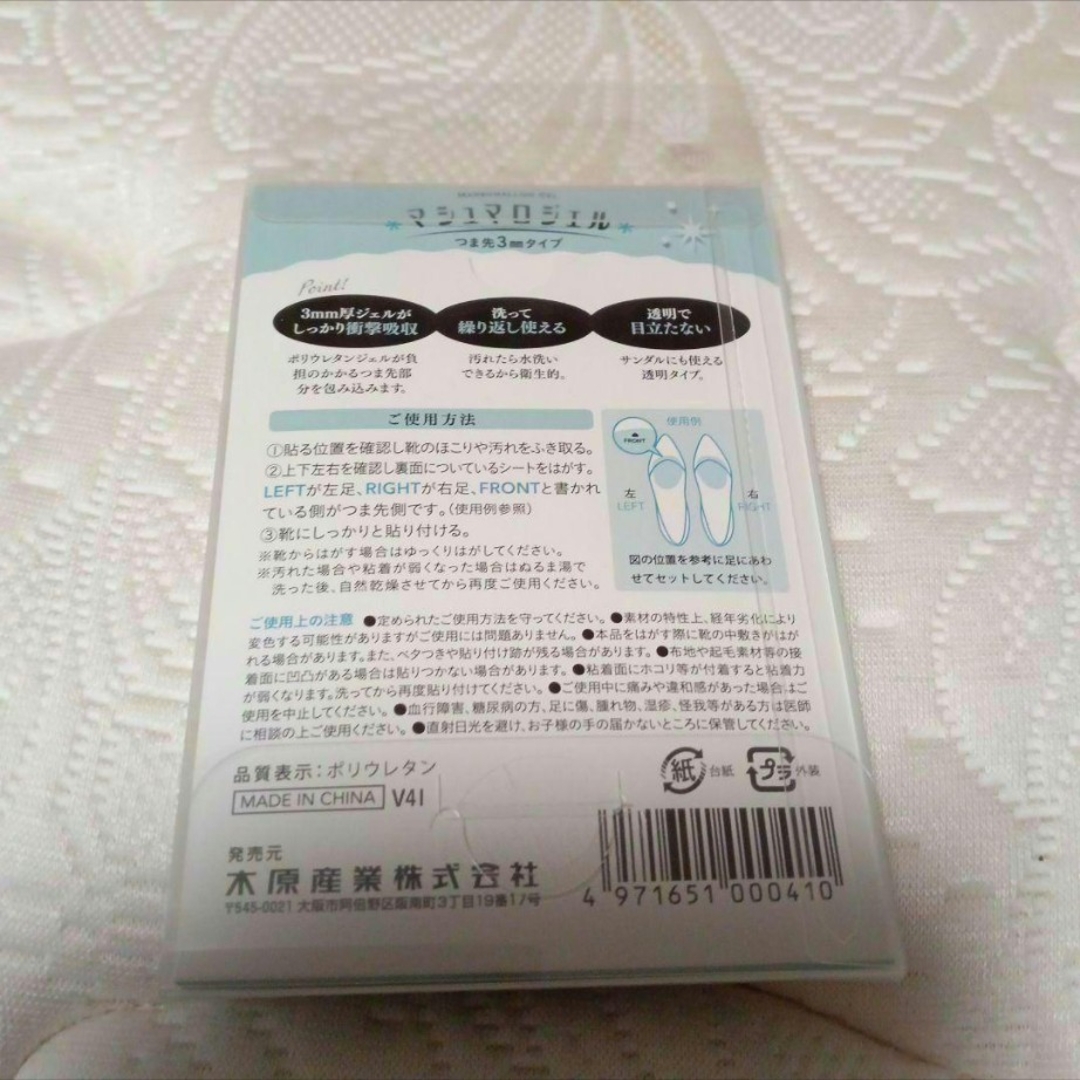 MARSHMALLOW GEL
マシュマロジェル
つま先3㎜タイプ
Point!
3mm厚ジェルが
しっかり衝撃吸収
ポリウレタンジェルが負
担のかかるつま先部
分を包み込みます。
洗って
繰り返し使える
汚れたら水洗い
できるから衛生的。
透明で
目立たない
サンダルにも使える
透明タイプ。
ご使用方法
①貼る位置を確認し靴のほこりや汚れをふき取る。
②上下左右を確認し裏面についているシートをはがす。
LEFTが左足、RIGHTが右足、FRONTと書かれ
ている側がつま先側です。(使用例参照)
③靴にしっかりと貼り付ける。
※靴からはがす場合はゆっくりはがしてください。
※汚れた場合や粘着が弱くなった場合はぬるま湯で
洗った後、自然乾燥させてから再度ご使用ください。
使用例
FRONT
左
LEFT
右
RIGHT
図の位置を参考に足にあわ
せてセットしてください。
ご使用上の注意 ●定められたご使用方法を守ってください。●素材の特性上、経年劣化により
変色する可能性がありますがご使用には問題ありません。●本品をはがす際に靴の中敷きがはが
れる場合があります。また、ベタつきや貼り付け跡が残る場合があります。●布地や起毛素材等の接
着面に凹凸がある場合は貼りつかない場合があります。●粘着面にホコリ等が付着すると粘着力
が弱くなります。洗ってから再度貼り付けてください。●ご使用中に痛みや違和感があった場合はご
使用を中止してください。●血行障害、糖尿病の方、足に傷、腫れ物、湿疹、怪我等がある方は医師
に相談の上ご使用ください。●直射日光を避け、お子様の手の届かないところに保管してください。
品質表示:ポリウレタン
MADE IN CHINA V41
紙 台紙
プラ 外装
発売元
木原産業株式会社
〒545-0021 大阪市阿倍野区阪南町3丁目19番17号
4 971651 000410